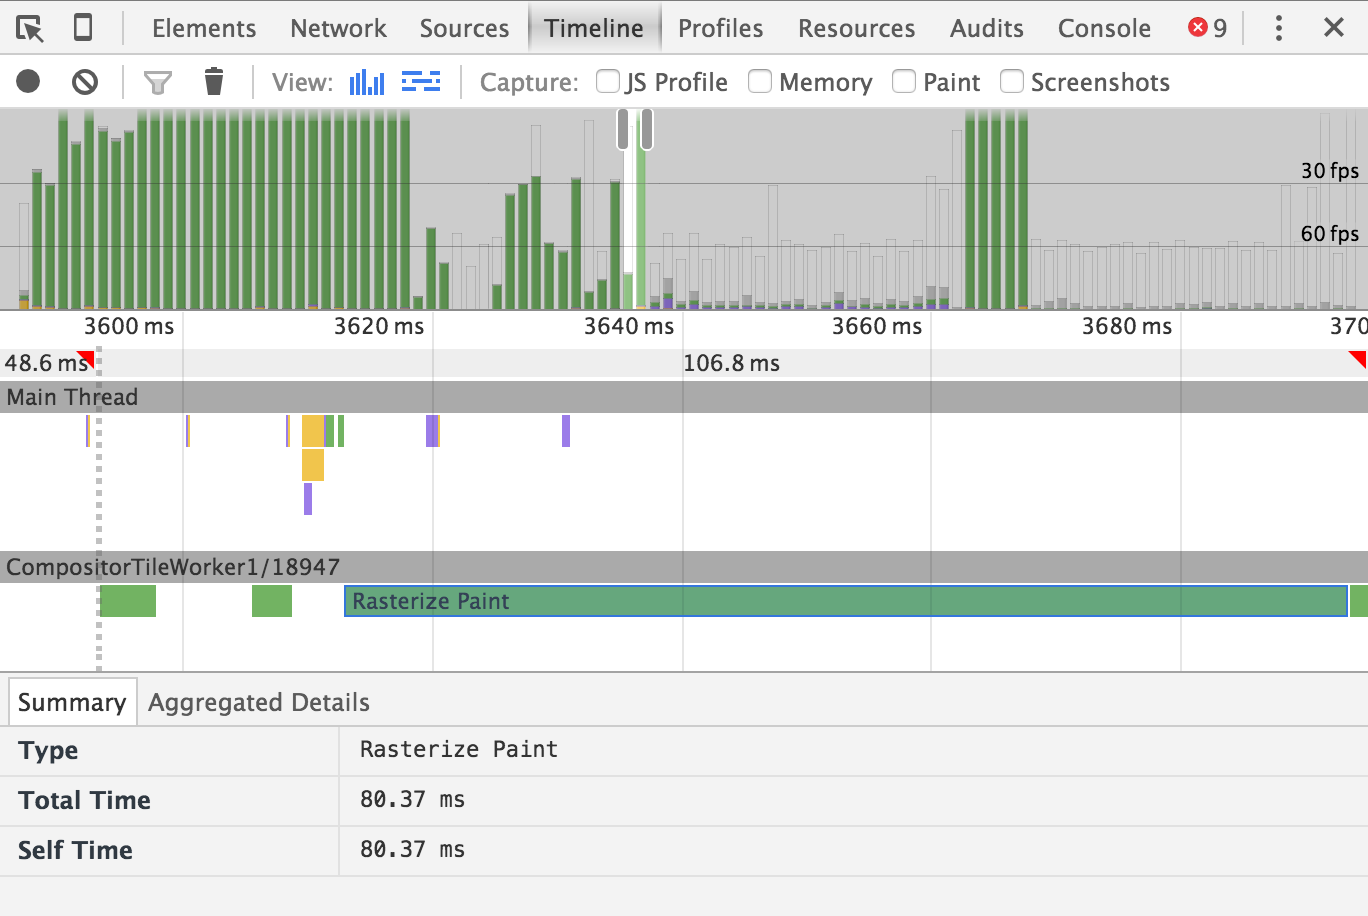 Elements Network Sources Timeline Profiles Resources Audits Console 9
View: Capture: JS Profile Memory Paint Screenshots
30 fps
60 fps
3600 ms 3620 ms 3640 ms 3660 ms 3680 ms 370
48.6 ms 106.8 ms
Main Thread
CompositorTileWorker1/18947
Rasterize Paint
Summary Aggregated Details
Type Rasterize Paint
Total Time 80.37 ms
Self Time 80.37 ms